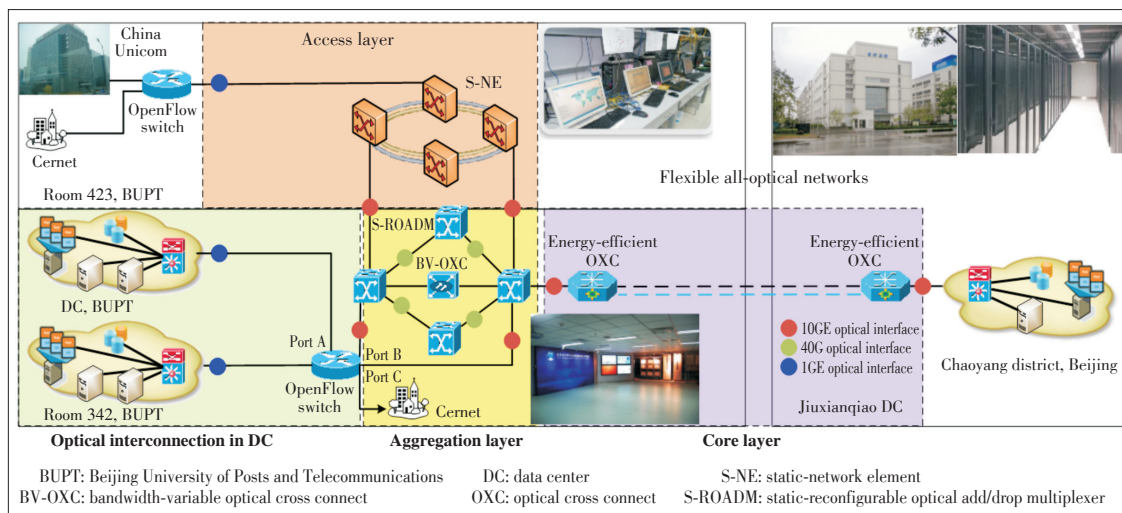 China
Unicom
Access layer
S-NE
OpenFlow
switch
Cernet
Room 423, BUPT
Flexible all-optical networks
S-ROADM
Energy-efficient
OXC
Energy-efficient
OXC
BV-OXC
DC, BUPT
Port A
Port B
Port C
OpenFlow
switch
Cernet
Room 342, BUPT
10GE optical interface
40G optical interface
1GE optical interface
Chaoyang district, Beijing
Jiuxianqiao DC
Optical interconnection in DC
Aggregation layer
Core layer
BUPT: Beijing University of Posts and Telecommunications
DC: data center
S-NE: static-network element
BV-OXC: bandwidth-variable optical cross connect
OXC: optical cross connect
S-ROADM: static-reconfigurable optical add/drop multiplexer